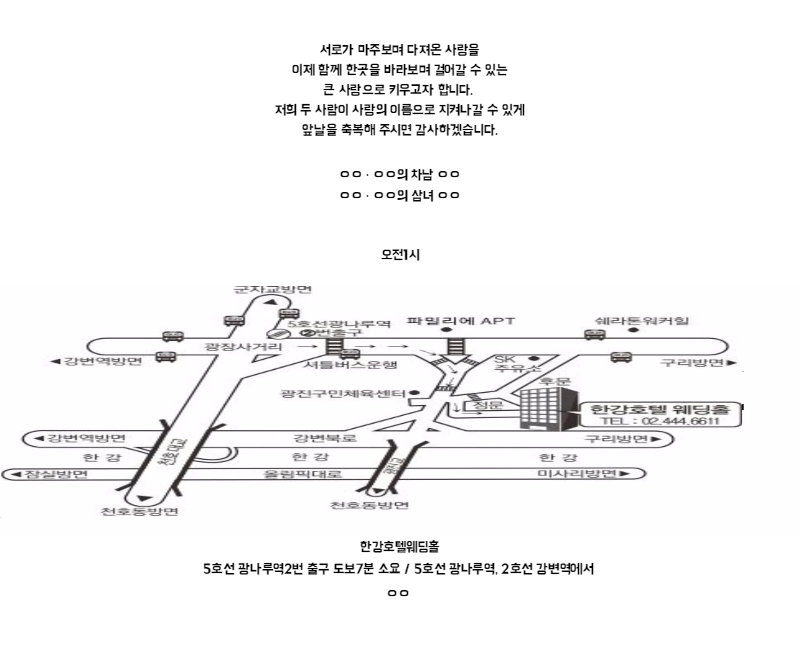 서로가 마주보며 다져온 사랑을
이제 함께 한곳을 바라보며 걸어갈 수 있는
큰 사랑으로 키우고자 합니다.
저희 두 사람이 사랑의 이름으로 지켜나갈 수 있게
앞날을 축복해 주시면 감사하겠습니다.
ㅇㅇ · ㅇㅇ의 차남 ㅇㅇ
ㅇㅇ · ㅇㅇ의 삼녀 ㅇㅇ
오전1시
군자교방면
5호선광나루역
②번출구
파밀리에 APT
쉐라톤워커힐
광장사거리
◀강변역방면
셔틀버스운행
SK
주유소
구리방면▶
광진구민체육센터
후문
정문
한강호텔 웨딩홀
TEL : 02.444.6611
◀강변역방면
강변북로
구리방면▶
한 강
천호대교
한 강
한 강
◀잠실방면
올림픽대로
미사리방면▶
천호동방면
천호동방면
한강호텔웨딩홀
5호선 광나루역2번 출구 도보7분 소요 / 5호선 광나루역, 2호선 강변역에서
ㅇㅇ